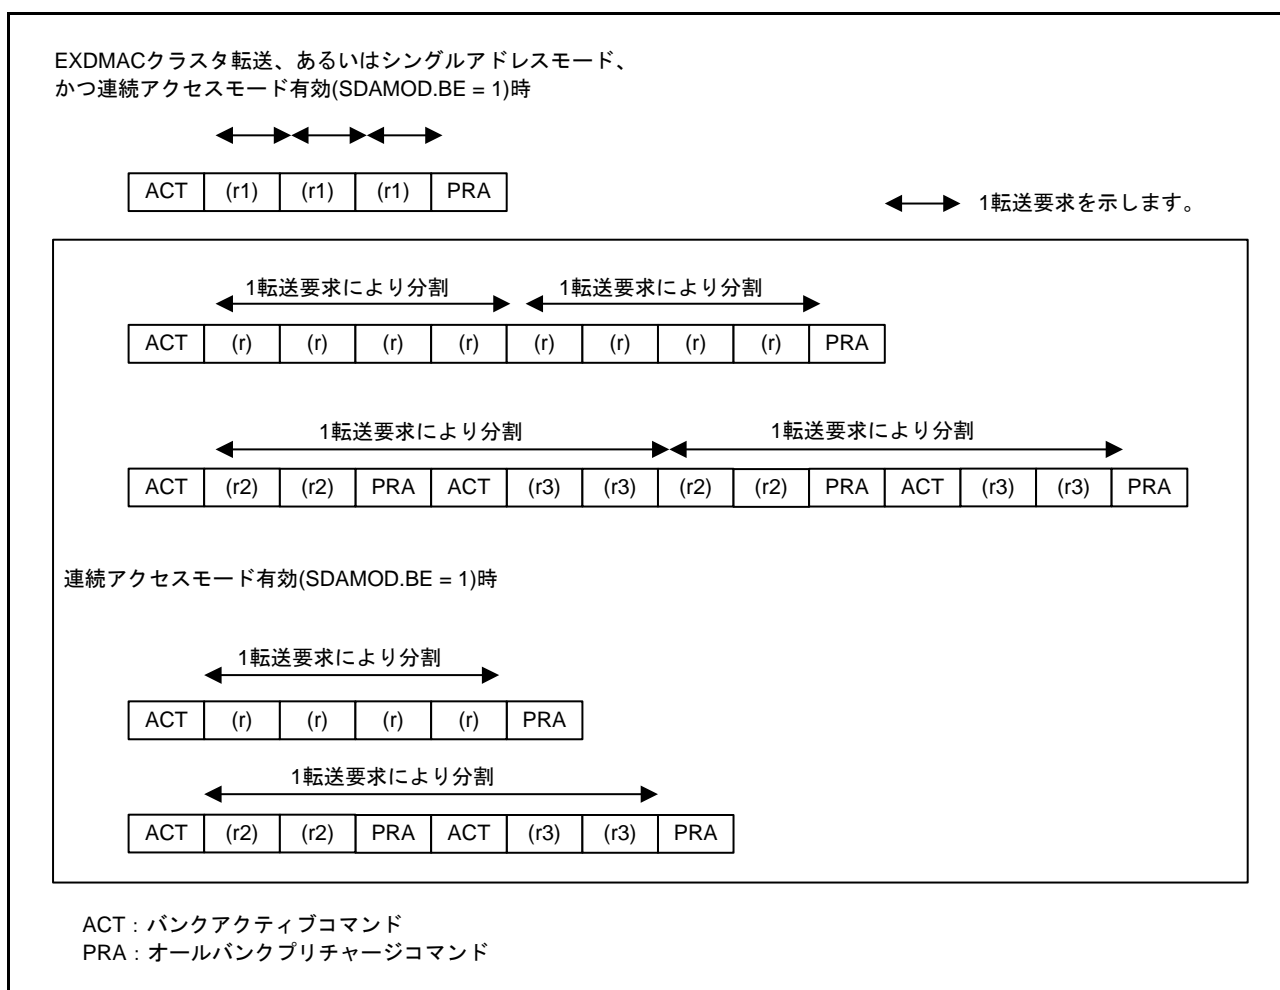 EXDMACクラスタ転送、あるいはシングルアドレスモード、
かつ連続アクセスモード有効(SDAMOD.BE = 1)時
ACT (r1) (r1) (r1) PRA
1転送要求を示します。
1転送要求により分割 1転送要求により分割
ACT (r) (r) (r) (r) (r) (r) (r) (r) PRA
1転送要求により分割 1転送要求により分割
ACT (r2) (r2) PRA ACT (r3) (r3) (r2) (r2) PRA ACT (r3) (r3) PRA
連続アクセスモード有効(SDAMOD.BE = 1)時
1転送要求により分割
ACT (r) (r) (r) (r) PRA
1転送要求により分割
ACT (r2) (r2) PRA ACT (r3) (r3) PRA
ACT：バンクアクティブコマンド
PRA：オールバンクプリチャージコマンド